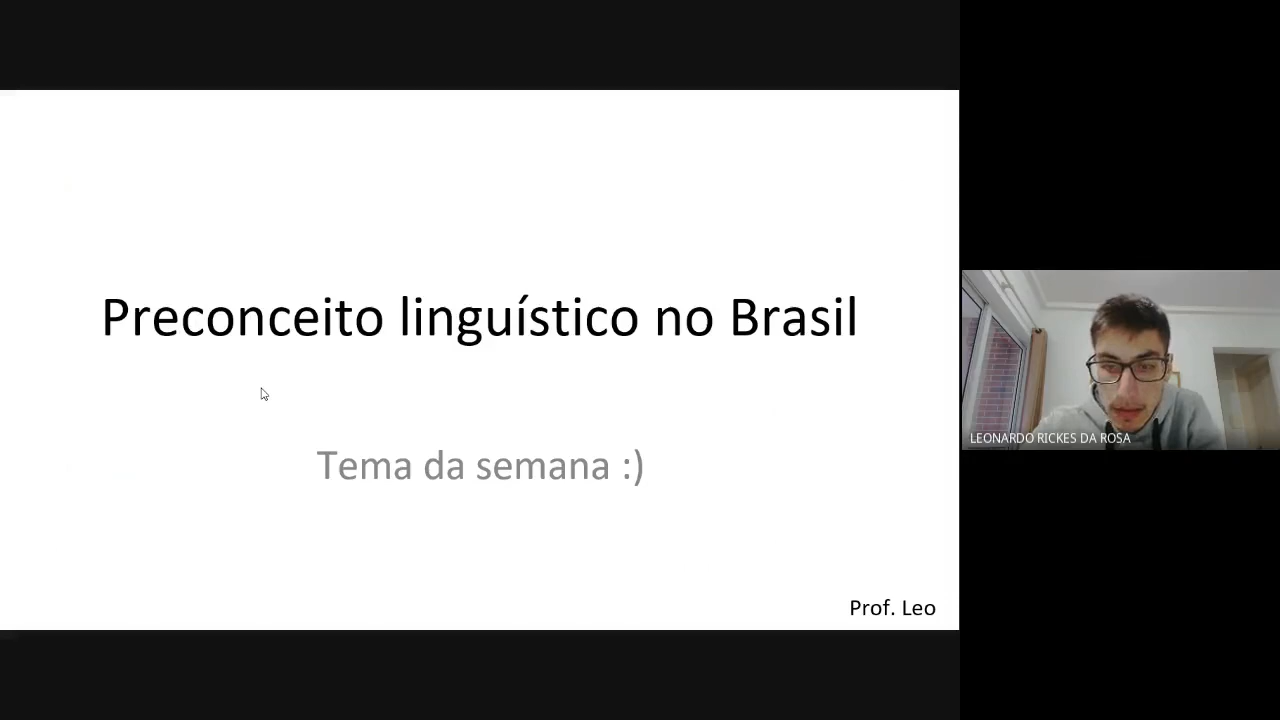 Preconceito linguístico no Brasil
Tema da semana :)
Prof. Leo
LEONARDO RICKES DA ROSA